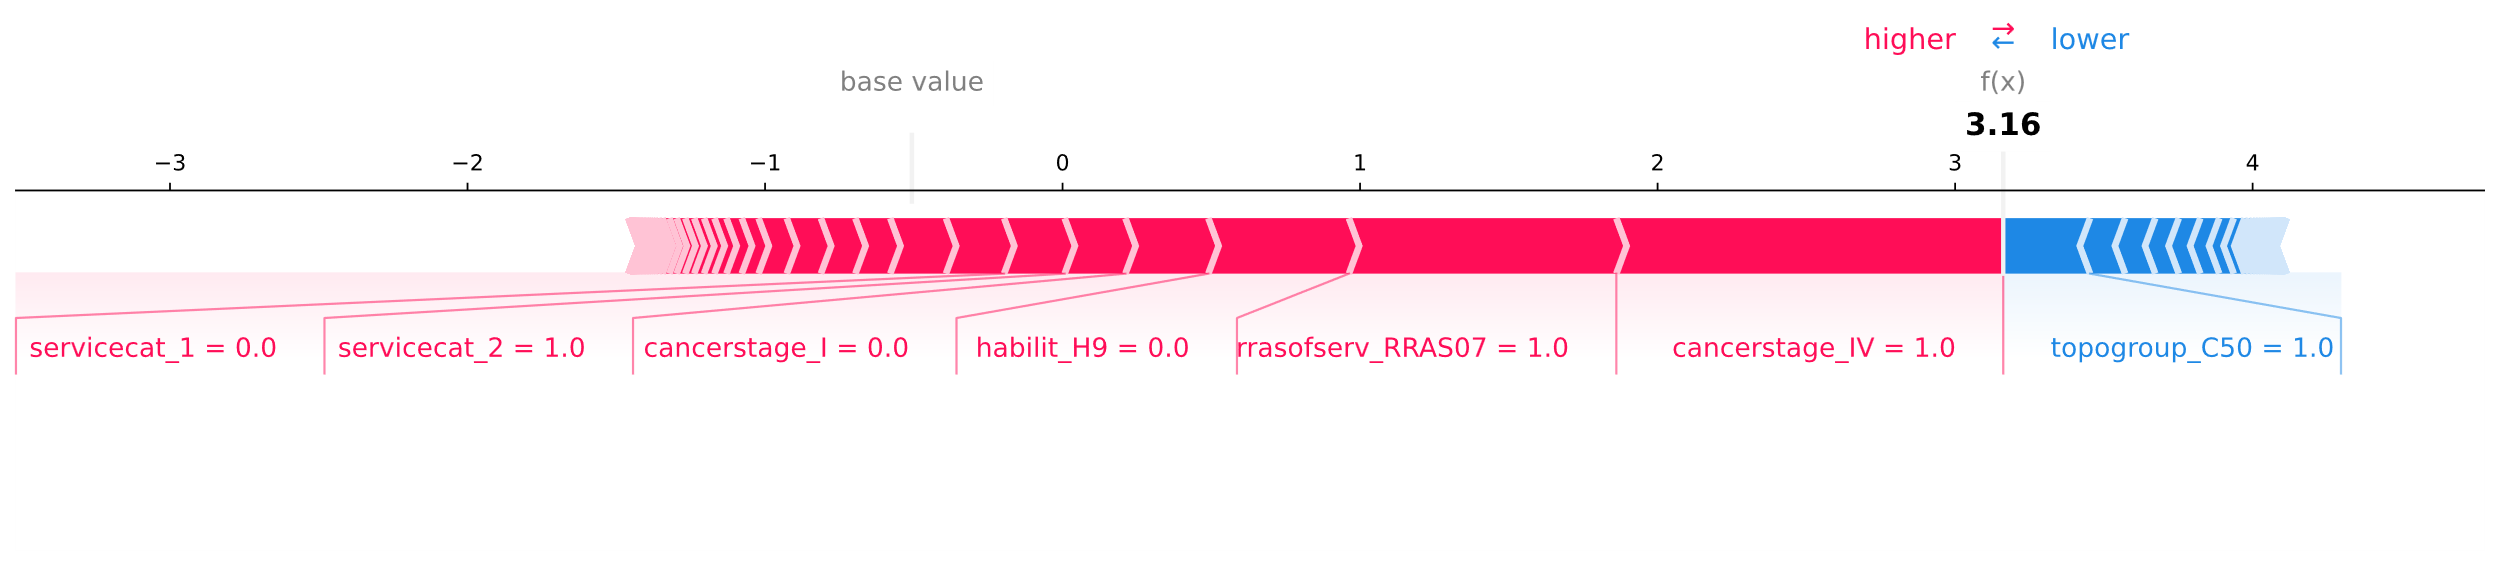 higher ⇄ lower
base value
f(x)
3.16
−3 −2 −1 0 1 2 3 4
servicecat_1 = 0.0 servicecat_2 = 1.0 cancerstage_I = 0.0 habilit_H9 = 0.0 rrasofserv_RRAS07 = 1.0 cancerstage_IV = 1.0 topogroup_C50 = 1.0